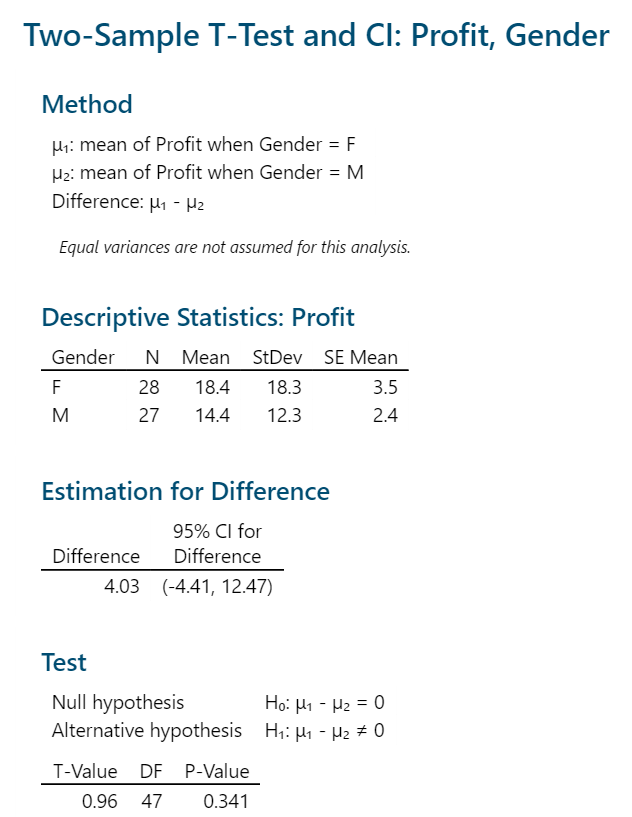 Two-Sample T-Test and CI: Profit, Gender
Method
μ₁: mean of Profit when Gender = F
µ₂: mean of Profit when Gender = M
Difference: μ₁ - µ₂
Equal variances are not assumed for this analysis.
Descriptive Statistics: Profit
Gender N Mean StDev SE Mean
F 28 18.4 18.3 3.5
M 27 14.4 12.3 2.4
Estimation for Difference
95% CI for
Difference Difference
4.03 (-4.41, 12.47)
Test
Null hypothesis H₀: μ₁ - µ₂ = 0
Alternative hypothesis H₁: μ₁ - µ₂ ≠ 0
T-Value DF P-Value
0.96 47 0.341